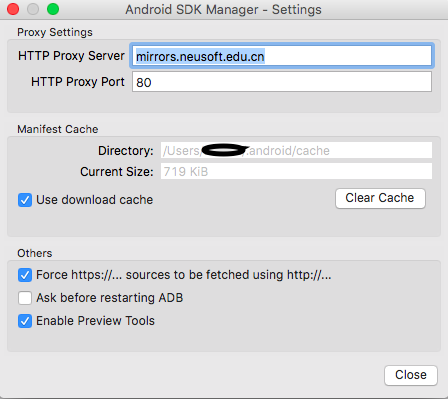 Android SDK Manager - Settings
Proxy Settings
HTTP Proxy Server mirrors.neusoft.edu.cn
HTTP Proxy Port 80
Manifest Cache
Directory: /Users/ .android/cache
Current Size: 719 KiB
Use download cache Clear Cache
Others
Force https://... sources to be fetched using http://...
Ask before restarting ADB
Enable Preview Tools
Close